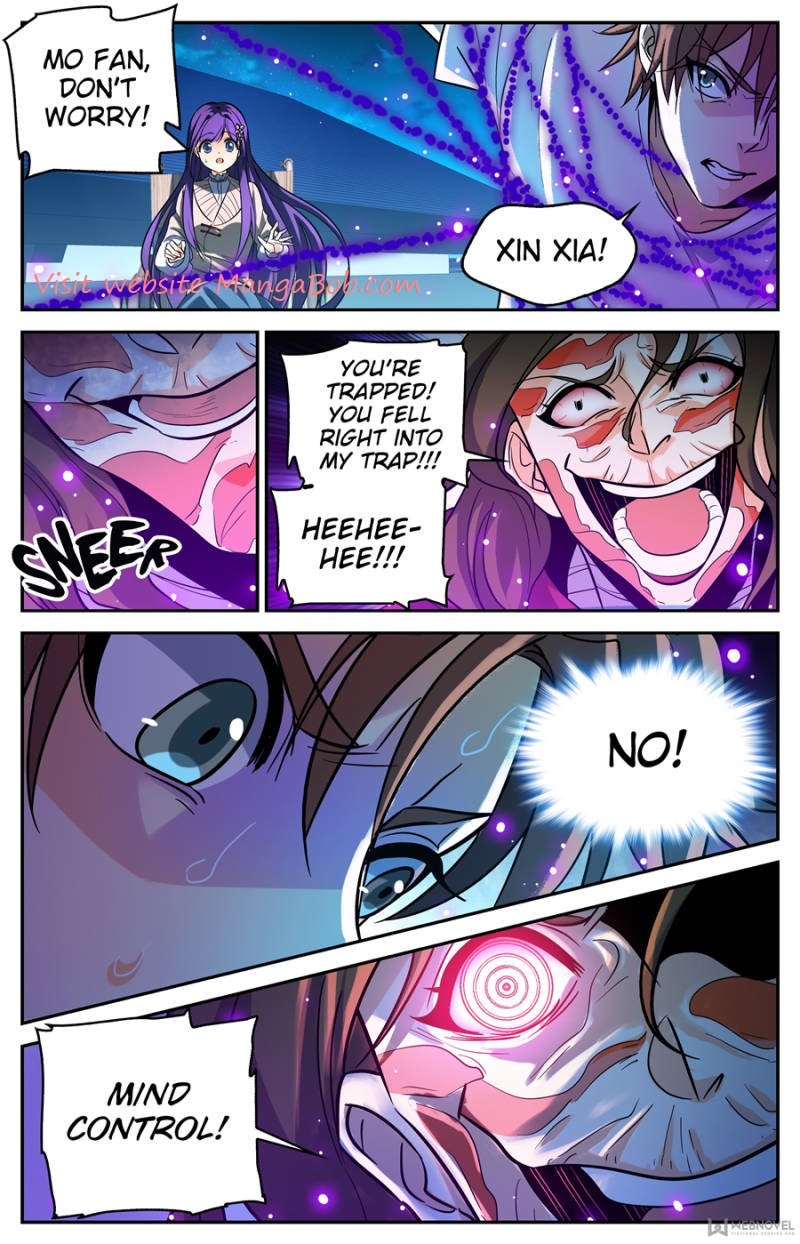 MO FAN,
DON'T
WORRY!
XIN XIA!
Visit website MangaBob.com
YOU'RE
TRAPPED!
YOU FELL
RIGHT INTO
MY TRAP!!!
HEEHEE-
HEE!!!
SNEER
NO!
MIND
CONTROL!
WEBNOVEL